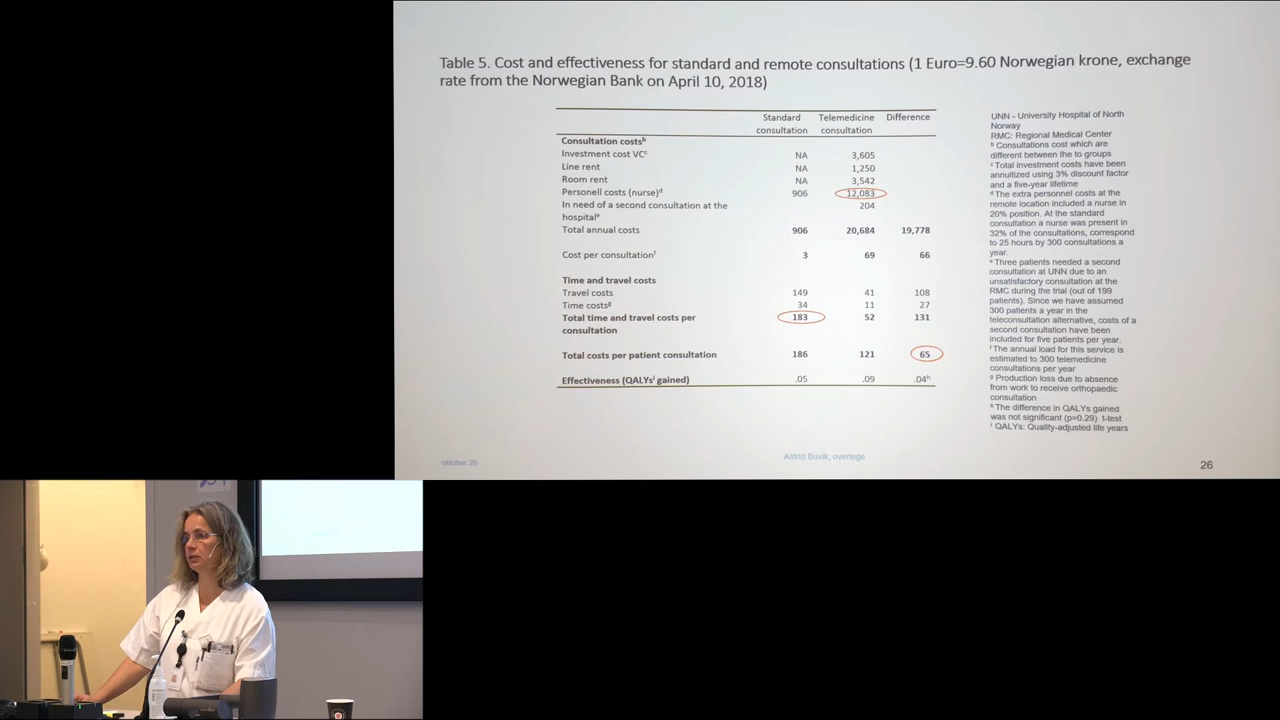 Table 5. Cost and effectiveness for standard and remote consultations (1 Euro=9.60 Norwegian krone, exchange
rate from the Norwegian Bank on April 10, 2018)
Standard consultation Telemedicine consultation Difference
Consultation costsᵇ
Investment cost VCᶜ NA 3,605
Line rent NA 1,250
Room rent NA 3,542
Personell costs (nurse)ᵈ 906 12,083
In need of a second consultation at the 204
hospitalᵉ
Total annual costs 906 20,684 19,778
Cost per consultationᶠ 3 69 66
Time and travel costs
Travel costs 149 41 108
Time costsᵍ 34 11 27
Total time and travel costs per 183 52 131
consultation
Total costs per patient consultation 186 121 65
Effectiveness (QALYsⁱ gained) .05 .09 .04ʰ
UNN - University Hospital of North
Norway
RMC: Regional Medical Center
ᵇ Consultations cost which are
different between the to groups
ᶜ Total investment costs have been
annuitized using 3% discount factor
and a five-year lifetime
ᵈ The extra personnel costs at the
remote location included a nurse in
20% position. At the standard
consultation a nurse was present in
32% of the consultations, correspond
to 25 hours by 300 consultations a
year.
ᵉ Three patients needed a second
consultation at UNN due to an
unsatisfactory consultation at the
RMC during the trial (out of 199
patients). Since we have assumed
300 patients a year in the
teleconsultation alternative, costs of a
second consultation have been
included for five patients per year.
ᶠ The annual load for this service is
estimated to 300 telemedicine
consultations per year
ᵍ Production loss due to absence
from work to receive orthopaedic
consultation
ʰ The difference in QALYs gained
was not significant (p=0.29) t-test
ⁱ QALYs: Quality-adjusted life years
oktober 20
Astrid Buvik, overlege
26